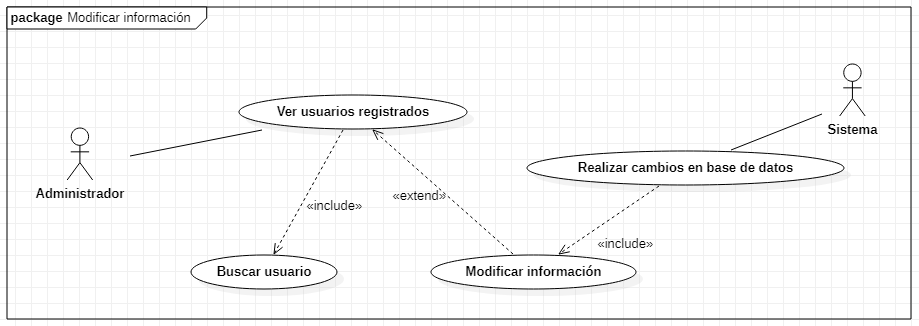 package Modificar información
Ver usuarios registrados
Sistema
Realizar cambios en base de datos
Administrador
«include»
«extend»
«include»
Buscar usuario
Modificar información